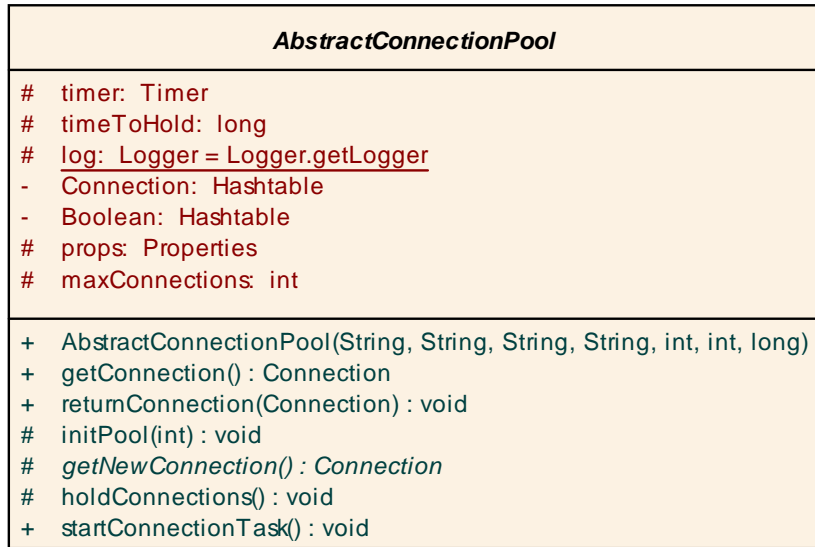 AbstractConnectionPool
# timer: Timer
# timeToHold: long
# log: Logger = Logger.getLogger
- Connection: Hashtable
- Boolean: Hashtable
# props: Properties
# maxConnections: int
+ AbstractConnectionPool(String, String, String, String, int, int, long)
+ getConnection() : Connection
+ returnConnection(Connection) : void
# initPool(int) : void
# getNewConnection() : Connection
# holdConnections() : void
+ startConnectionTask() : void